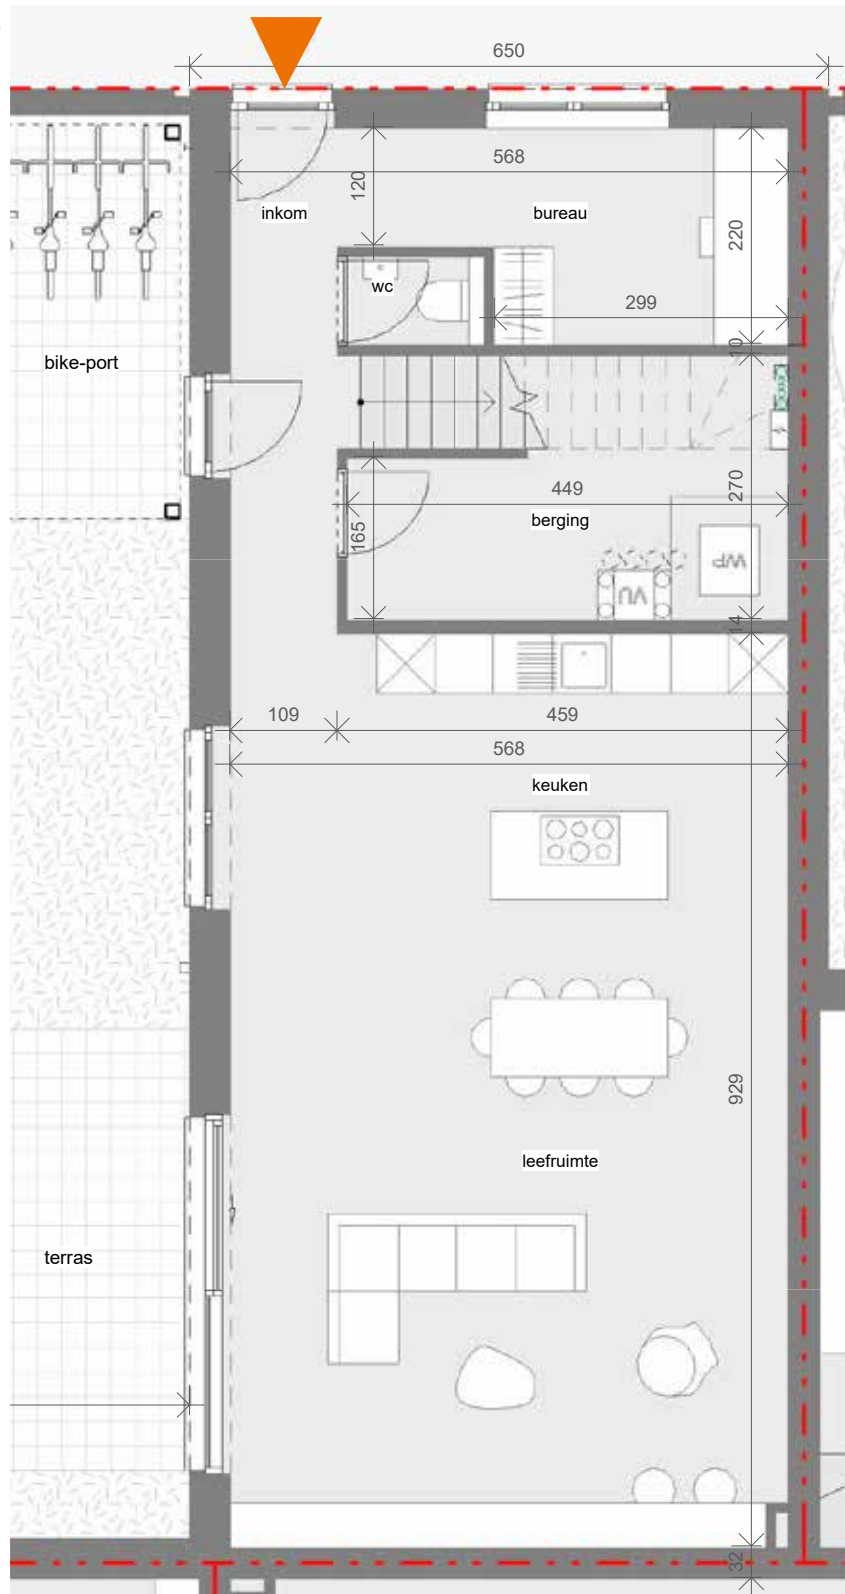 650
568
120
inkom
bureau
220
wc
299
10
bike-port
270
449
165
berging
WP
VU
14
109
459
568
keuken
929
leefruimte
terras
32